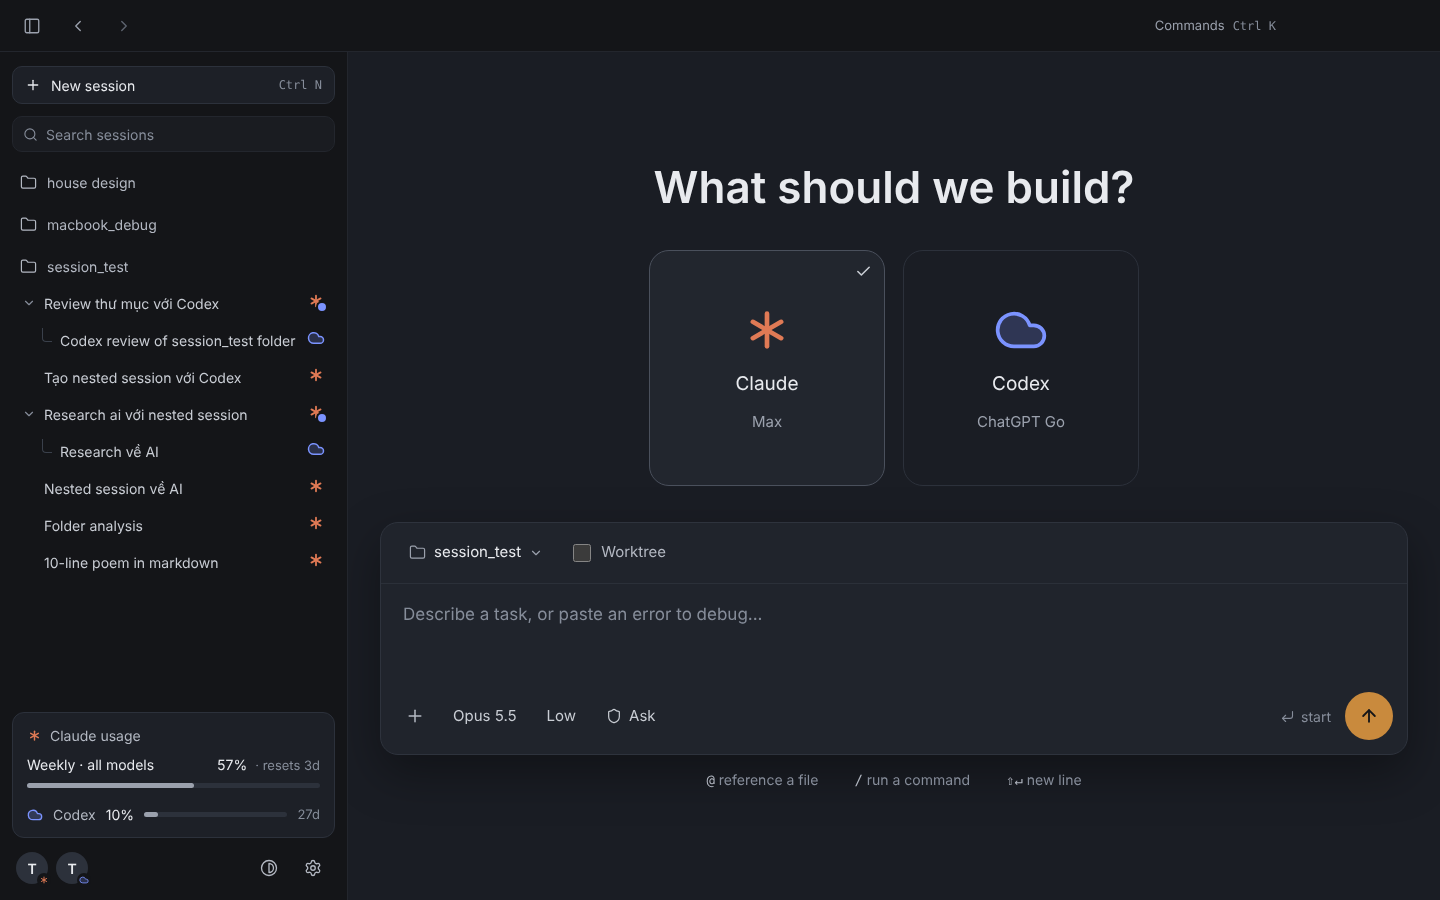 Commands Ctrl K
New session Ctrl N
Search sessions
house design
macbook_debug
session_test
Review thư mục với Codex
Codex review of session_test folder
Tạo nested session với Codex
Research ai với nested session
Research về AI
Nested session về AI
Folder analysis
10-line poem in markdown
Claude usage
Weekly · all models 57% · resets 3d
Codex 10% 27d
T T
What should we build?
Claude
Max
Codex
ChatGPT Go
session_test Worktree
Describe a task, or paste an error to debug...
Opus 5.5 Low Ask start
@ reference a file / run a command ⇧↵ new line